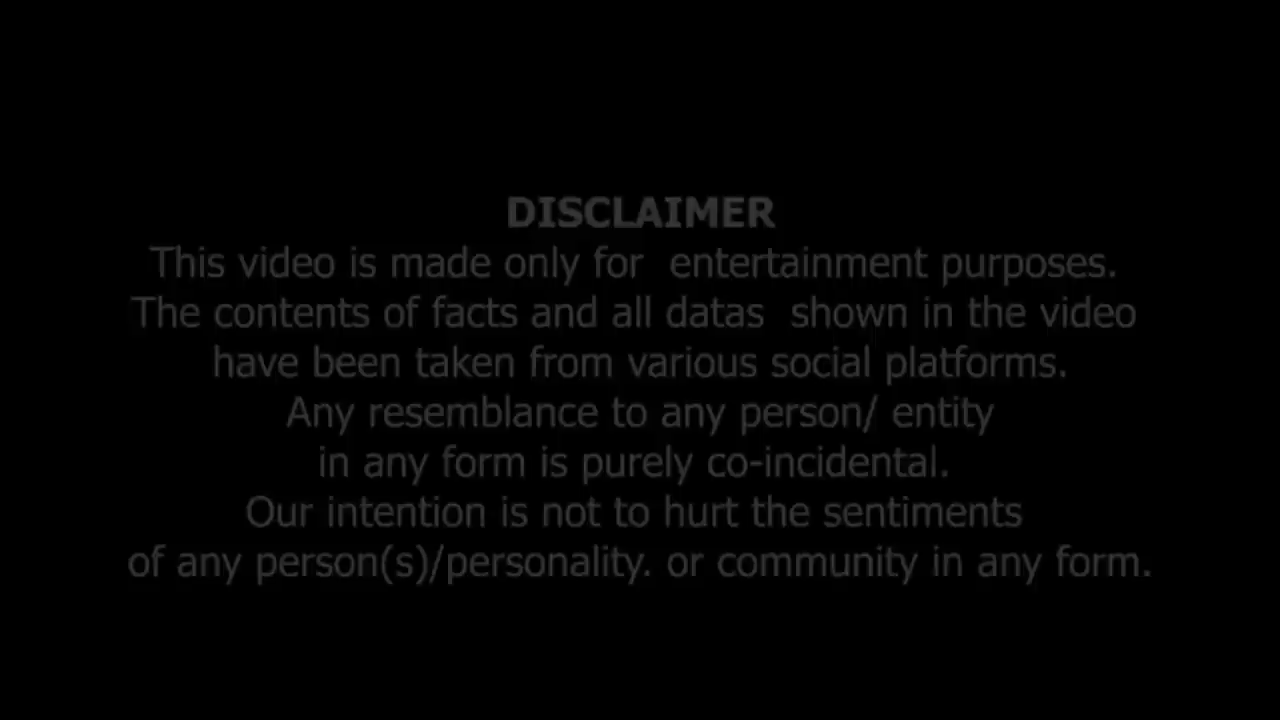 DISCLAIMER
This video is made only for  entertainment purposes.
The contents of facts and all datas  shown in the video
have been taken from various social platforms.
Any resemblance to any person/ entity
in any form is purely co-incidental.
Our intention is not to hurt the sentiments
of any person(s)/personality. or community in any form.